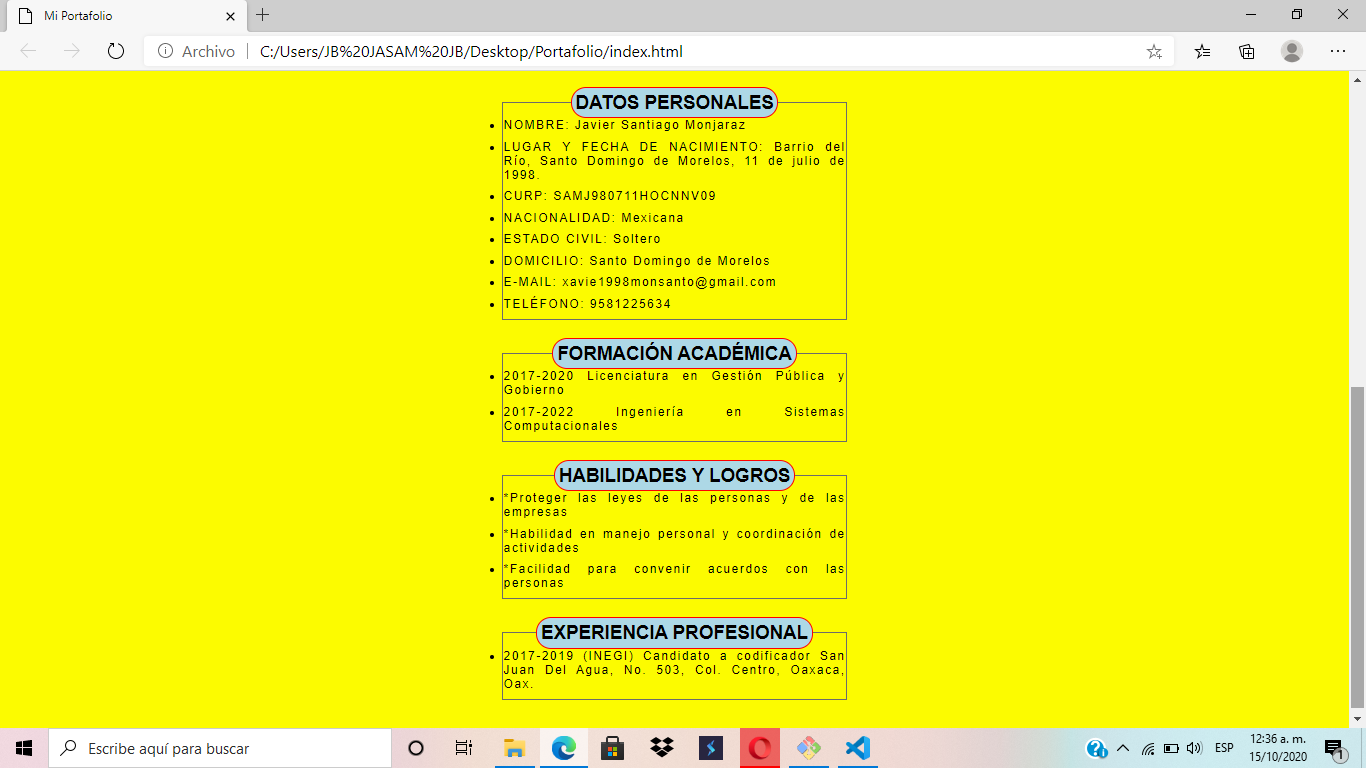 Mi Portafolio
Archivo
C:/Users/JB%20JASAM%20JB/Desktop/Portafolio/index.html
DATOS PERSONALES
NOMBRE: Javier Santiago Monjaraz
LUGAR Y FECHA DE NACIMIENTO: Barrio del
Río, Santo Domingo de Morelos, 11 de julio de
1998.
CURP: SAMJ980711HOCNNV09
NACIONALIDAD: Mexicana
ESTADO CIVIL: Soltero
DOMICILIO: Santo Domingo de Morelos
E-MAIL: xavie1998monsanto@gmail.com
TELÉFONO: 9581225634
FORMACIÓN ACADÉMICA
2017-2020 Licenciatura en Gestión Pública y
Gobierno
2017-2022 Ingeniería en Sistemas
Computacionales
HABILIDADES Y LOGROS
*Proteger las leyes de las personas y de las
empresas
*Habilidad en manejo personal y coordinación de
actividades
*Facilidad para convenir acuerdos con las
personas
EXPERIENCIA PROFESIONAL
2017-2019 (INEGI) Candidato a codificador San
Juan Del Agua, No. 503, Col. Centro, Oaxaca,
Oax.
Escribe aquí para buscar
ESP
12:36 a. m.
15/10/2020
1